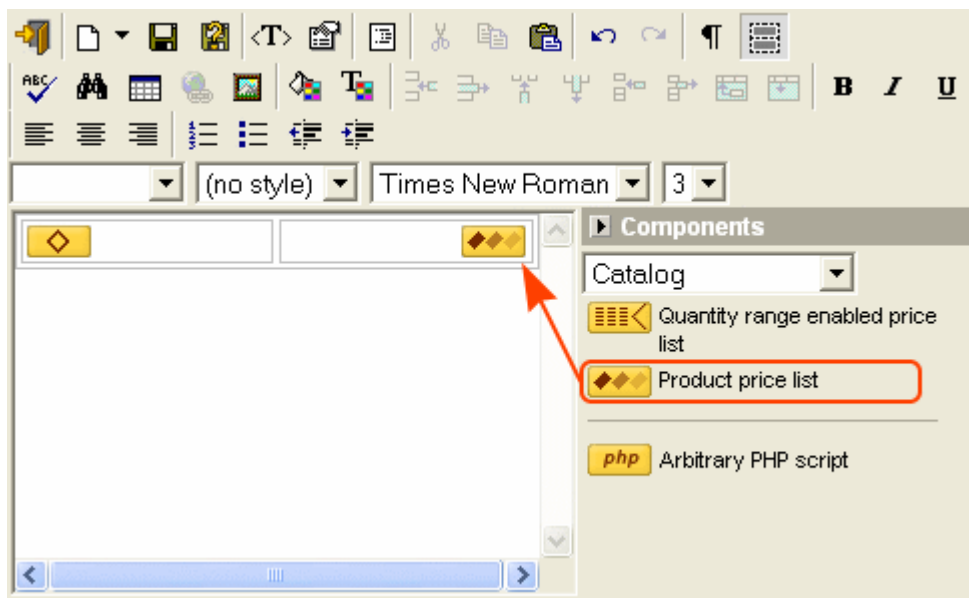 <T>
ABC
B I U
(no style) Times New Roman 3
Components
Catalog
Quantity range enabled price
list
Product price list
php Arbitrary PHP script